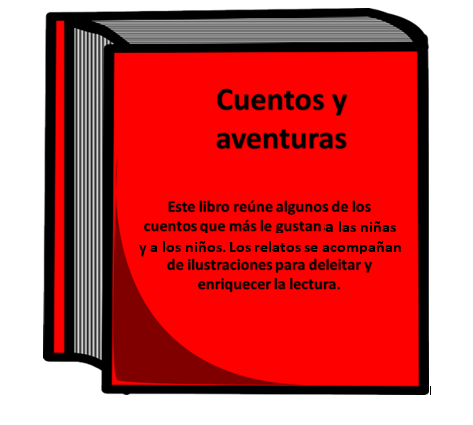 Cuentos y
aventuras
Este libro reúne algunos de los
cuentos que más le gustan a las niñas
y a los niños. Los relatos se acompañan
de ilustraciones para deleitar y
enriquecer la lectura.